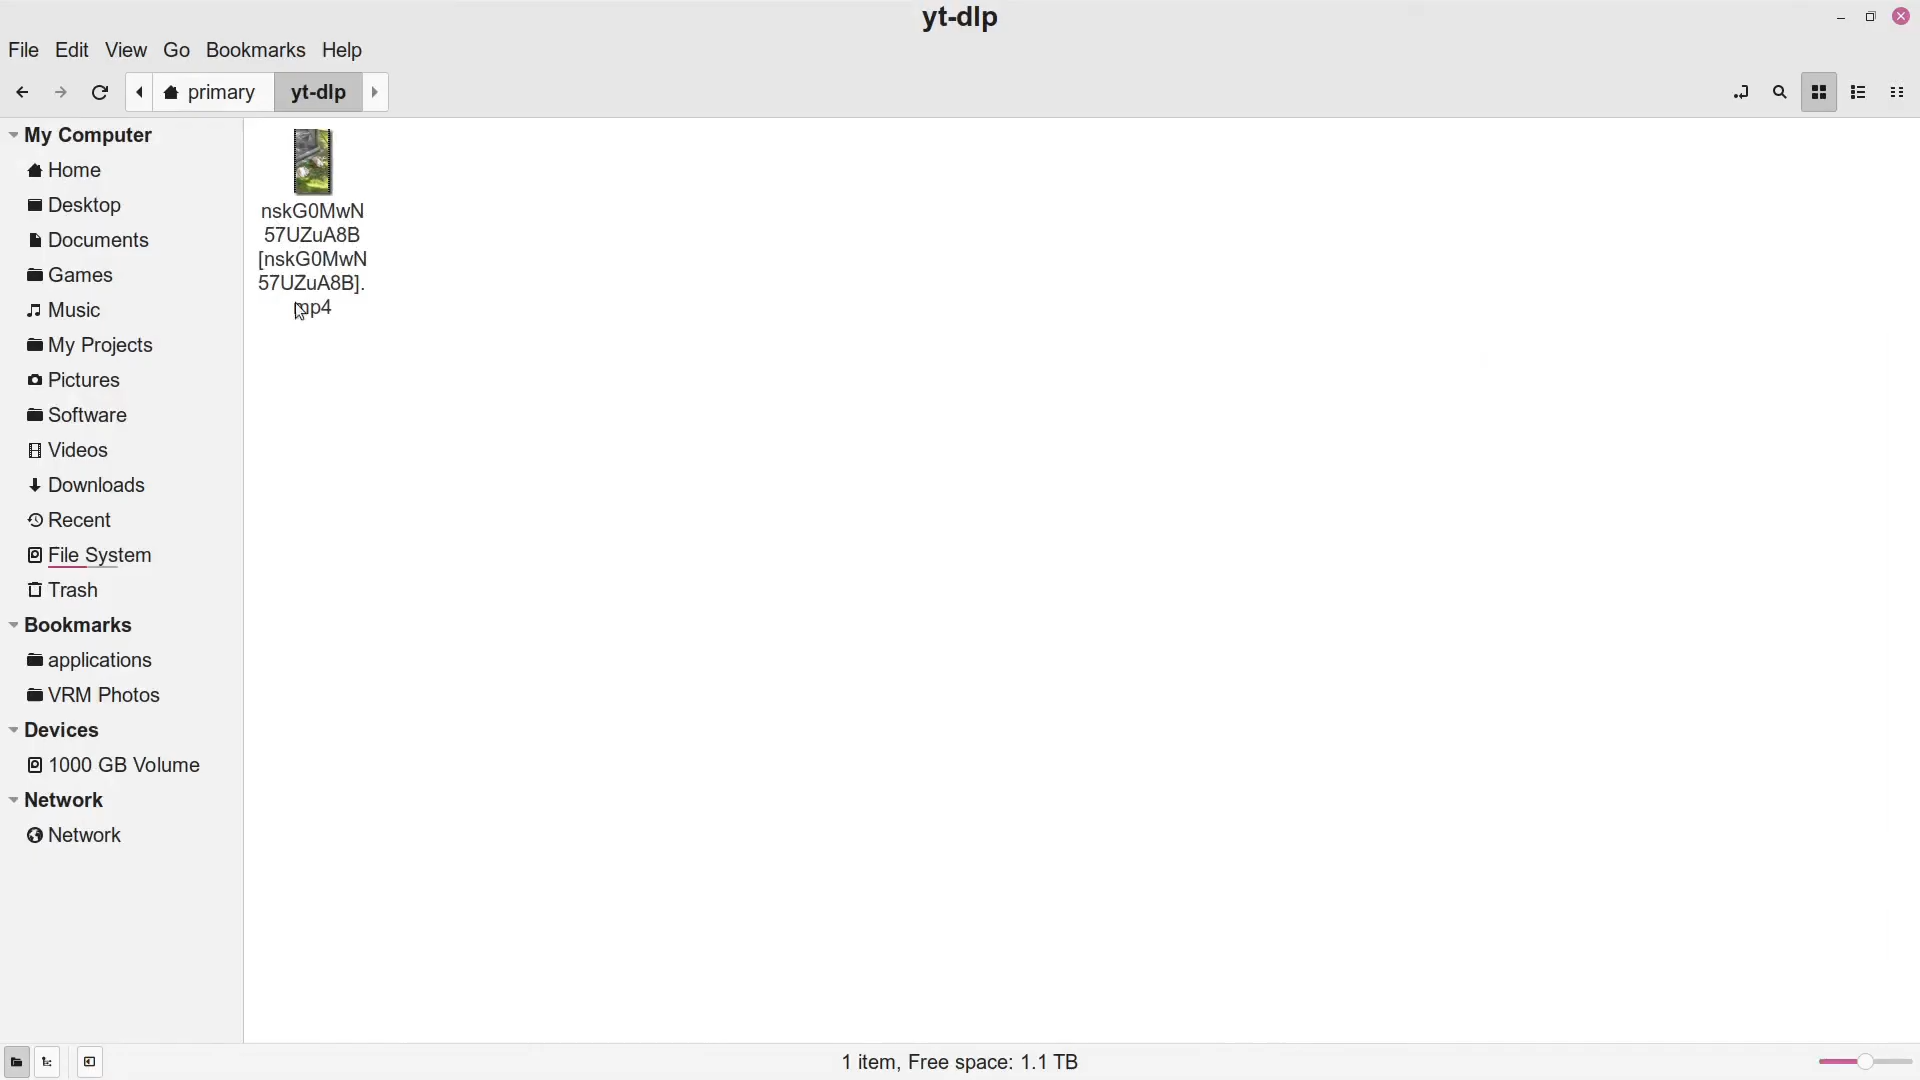 yt-dlp
File Edit View Go Bookmarks Help
primary yt-dlp
My Computer
Home
Desktop
Documents
Games
Music
My Projects
Pictures
Software
Videos
Downloads
Recent
File System
Trash
Bookmarks
applications
VRM Photos
Devices
1000 GB Volume
Network
Network
nskG0MwN
57UZuA8B
[nskG0MwN
57UZuA8B].
mp4
1 item, Free space: 1.1 TB